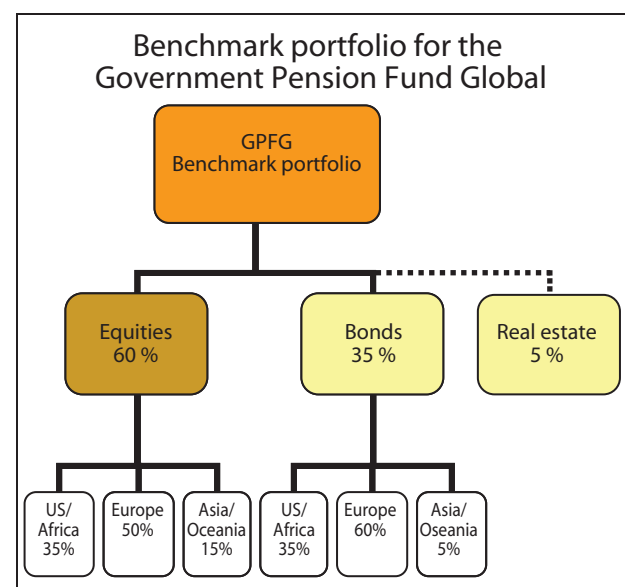 Benchmark portfolio for the
Government Pension Fund Global
GPFG
Benchmark portfolio
Equities
60 %
Bonds
35 %
Real estate
5 %
US/
Africa
35%
Europe
50%
Asia/
Oceania
15%
US/
Africa
35%
Europe
60%
Asia/
Oseania
5%